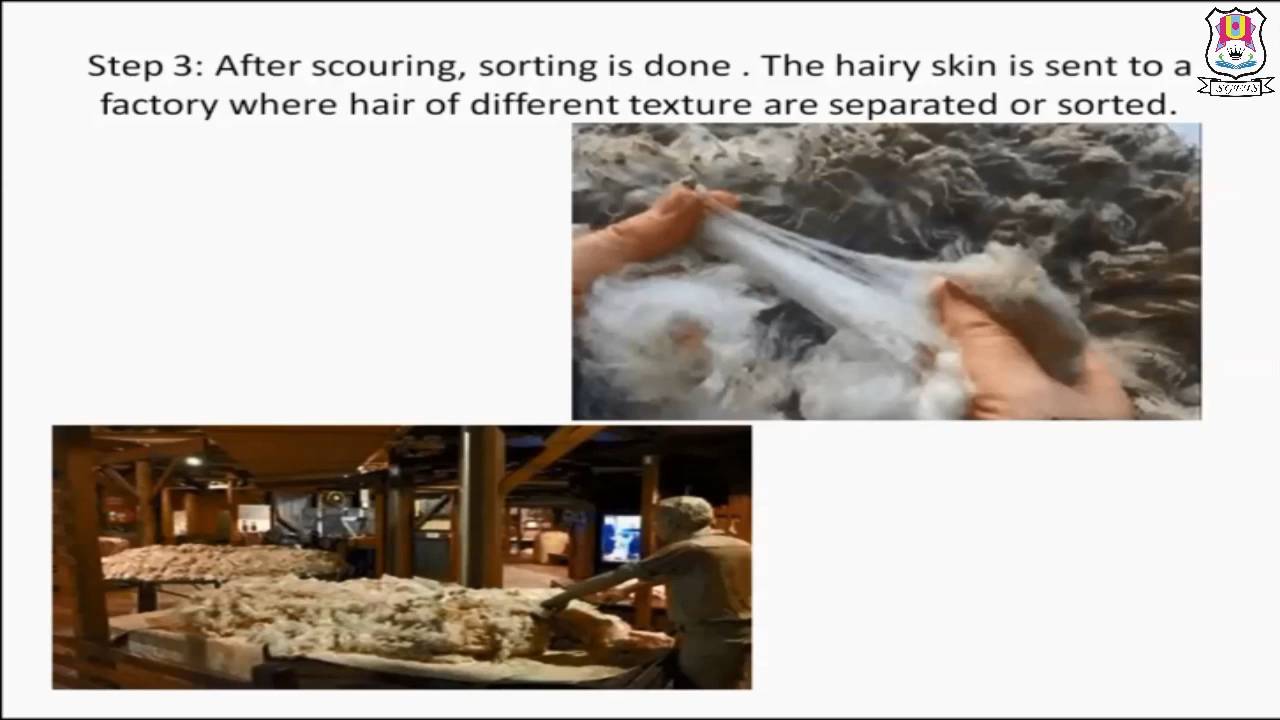 Step 3: After scouring, sorting is done . The hairy skin is sent to a
factory where hair of different texture are separated or sorted.